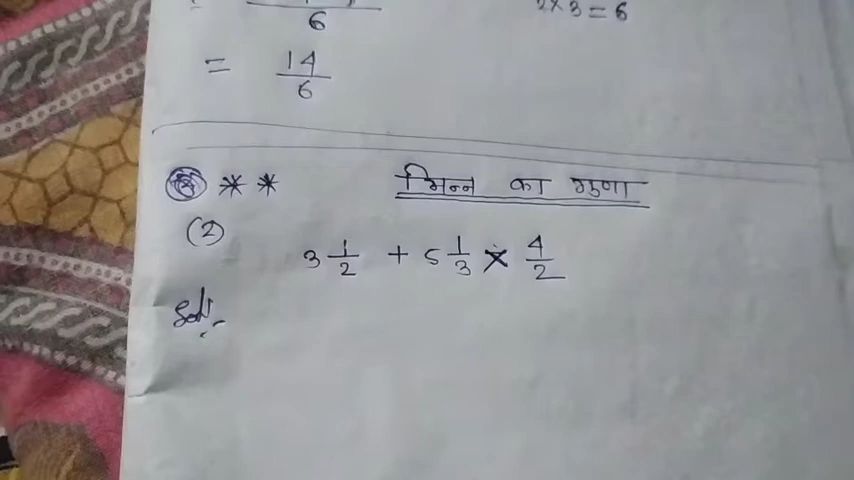 6
2×3=6
= 14/6
** भिन्न का गुणा
(2) 3 1/2 + 5 1/3 × 4/2
Sol:-